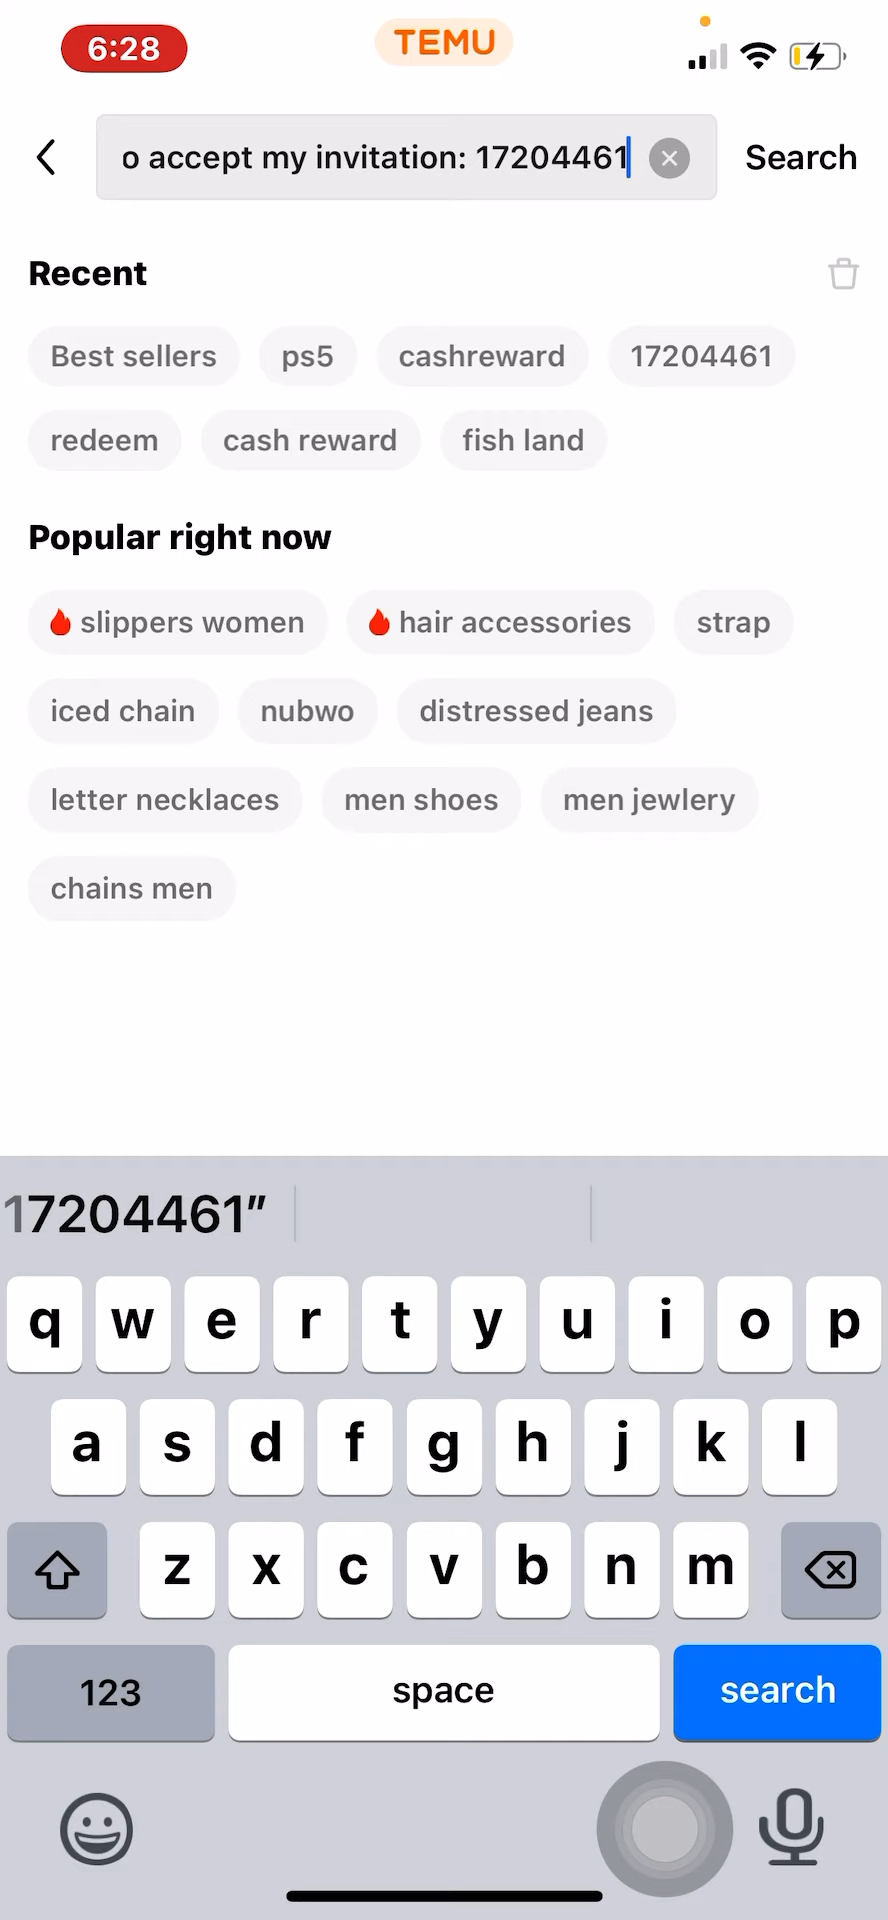 6:28
TEMU
o accept my invitation: 17204461
Search
Recent
Best sellers
ps5
cashreward
17204461
redeem
cash reward
fish land
Popular right now
slippers women
hair accessories
strap
iced chain
nubwo
distressed jeans
letter necklaces
men shoes
men jewlery
chains men
17204461”
q w e r t y u i o p
a s d f g h j k l
z x c v b n m
123
space
search